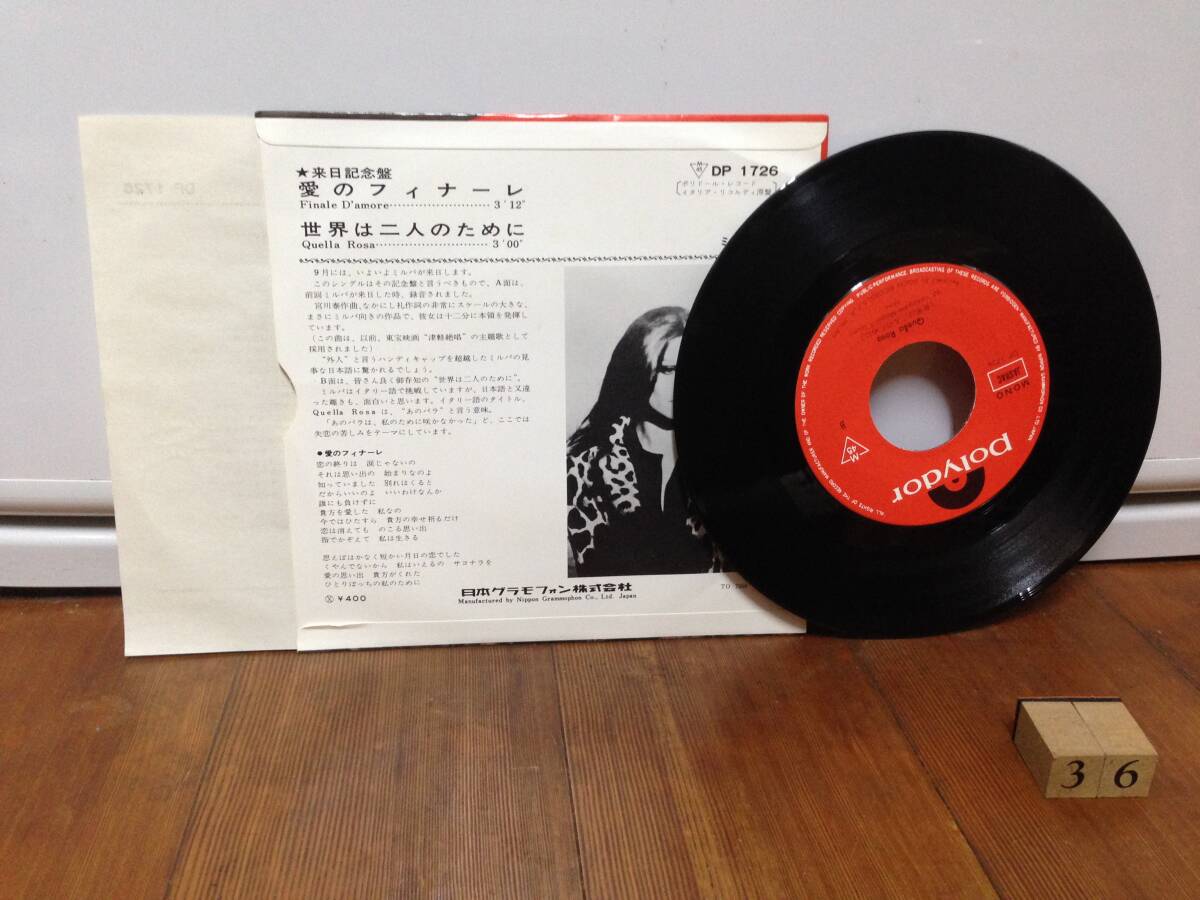 ★来日記念盤
愛のフィナーレ
Finale D'amore 3'12"
世界は二人のために
Quella Rosa 3'00"
DP 1726
ポリドール・レコード
イタリア・リコルディ原盤
ミ
9月には、いよいよミルバが来日します。
このシングルはその記念盤と言うべきもので、A面は、
前回ミルバが来日した時、録音されました。
宮川泰作曲、なかにし礼作詞の非常にスケールの大きな、
まさにミルバ向きの作品で、彼女は十二分に本領を発揮し
ています。
(この曲は、以前、東宝映画"津軽絶唱"の主題歌として
採用されました)
"外人"と言うハンディキャップを超越したミルバの見
事な日本語に驚かれるでしょう。
B面は、皆さん良く御存知の"世界は二人のために"。
ミルバはイタリー語で挑戦していますが、日本語と又違
った趣きも、面白いと思います。イタリー語のタイトル、
Quella Rosa は、"あのバラ"と言う意味。
「あのバラは、私のために咲かなかった」と、ここでは
失恋の苦しみをテーマにしています。
●愛のフィナーレ
恋の終りは 涙じゃないの
それは思い出の 始まりなのよ
知っていました 別れはくると
だからいいのよ いいわけなんか
誰にも負けずに
貴方を愛した 私なの
今ではひたすら 貴方の幸せ祈るだけ
恋は消えても のこる思い出
指でかぞえて 私は生きる
思えばはかなく短かい月日の恋でした
くやんでないから 私はいえるの サヨナラを
愛の思い出 貴方がくれた
ひとりぼっちの私のために
Ⓧ ¥400
日本グラモフォン株式会社
Manufactured by Nippon Grammophon Co., Ltd. Japan
TO
DP 1726
Quella Rosa
JASRAC
MONO
M
45
polydor
3 6